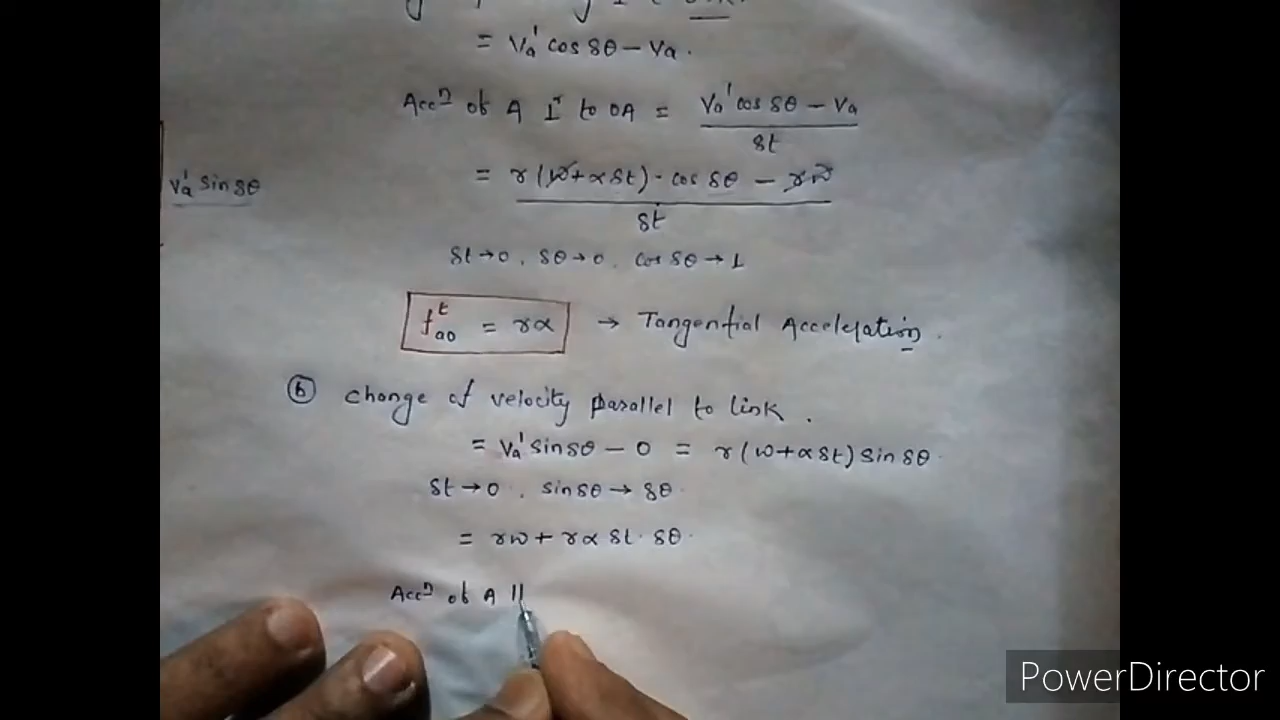 = Va' cos δθ - Va.
Accⁿ of A ⊥ʳ to OA = Va' cos δθ - Va / δt
Va' sin δθ
= r(ω+αδt)·cos δθ - rω / δt
δt→0, δθ→0, cos δθ→1
fᵗao = rα → Tangential Acceleration.
(b) Change of velocity parallel to link.
= Va' sin δθ - 0 = r(ω+αδt) sin δθ
δt→0, sin δθ→δθ
= rω + rα δt·δθ
Accⁿ of A ||
PowerDirector